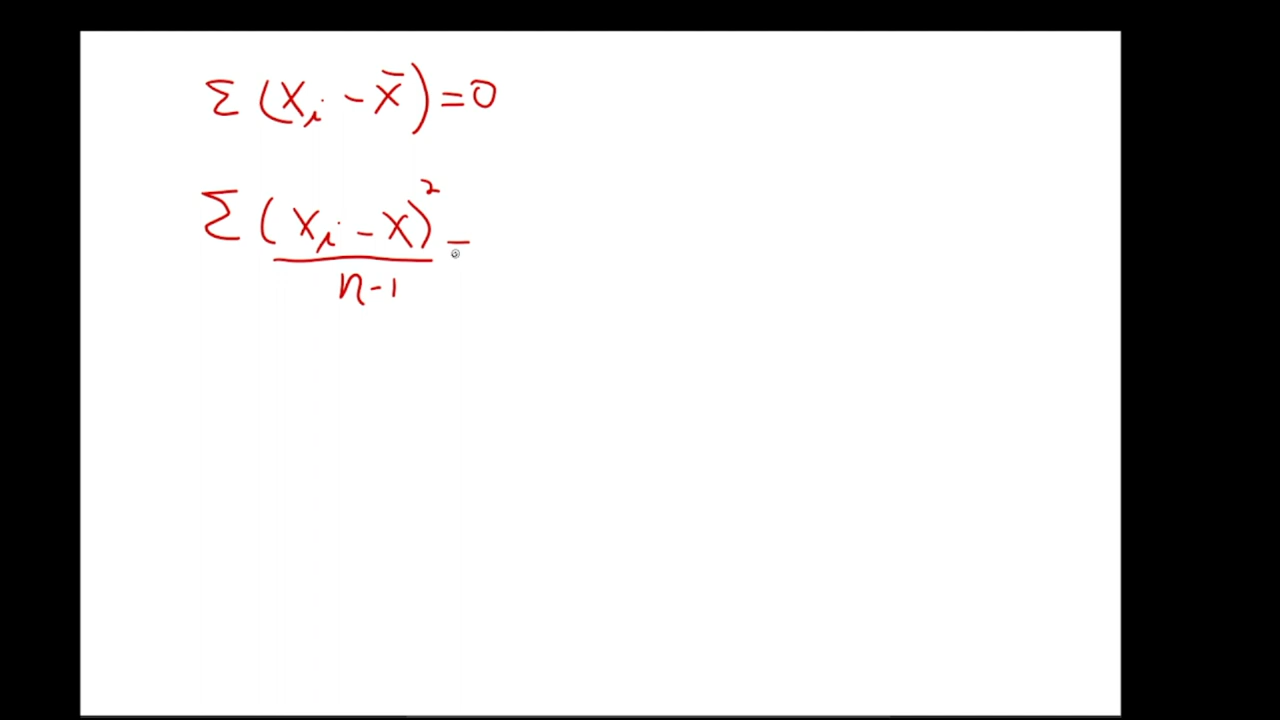 Σ (Xᵢ - x̄) = 0
Σ (Xᵢ - X)² -
n-1